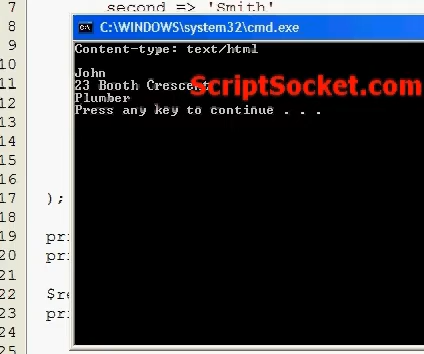 7
second => 'Smith'
8
C:\WINDOWS\system32\cmd.exe
9
Content-type: text/html
10
John
11
23 Booth Crescent
ScriptSocket.com
12
Plumber
Press any key to continue . . .
13
14
15
16
17
);
18
19
pri
20
pri
21
22
$re
23
pri
24
25